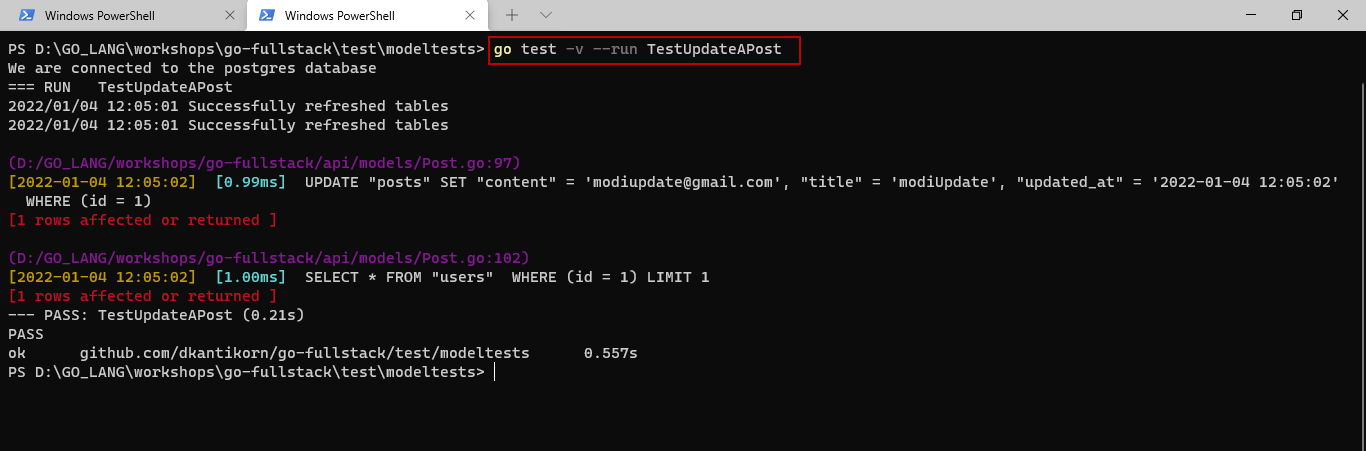 Windows PowerShell
Windows PowerShell
PS D:\GO_LANG\workshops\go-fullstack\test\modeltests> go test -v --run TestUpdateAPost
We are connected to the postgres database
=== RUN   TestUpdateAPost
2022/01/04 12:05:01 Successfully refreshed tables
2022/01/04 12:05:01 Successfully refreshed tables
(D:/GO_LANG/workshops/go-fullstack/api/models/Post.go:97)
[2022-01-04 12:05:02]  [0.99ms]  UPDATE "posts" SET "content" = 'modiupdate@gmail.com', "title" = 'modiUpdate', "updated_at" = '2022-01-04 12:05:02'
WHERE (id = 1)
[1 rows affected or returned ]
(D:/GO_LANG/workshops/go-fullstack/api/models/Post.go:102)
[2022-01-04 12:05:02]  [1.00ms]  SELECT * FROM "users"  WHERE (id = 1) LIMIT 1
[1 rows affected or returned ]
--- PASS: TestUpdateAPost (0.21s)
PASS
ok      github.com/dkantikorn/go-fullstack/test/modeltests      0.557s
PS D:\GO_LANG\workshops\go-fullstack\test\modeltests>